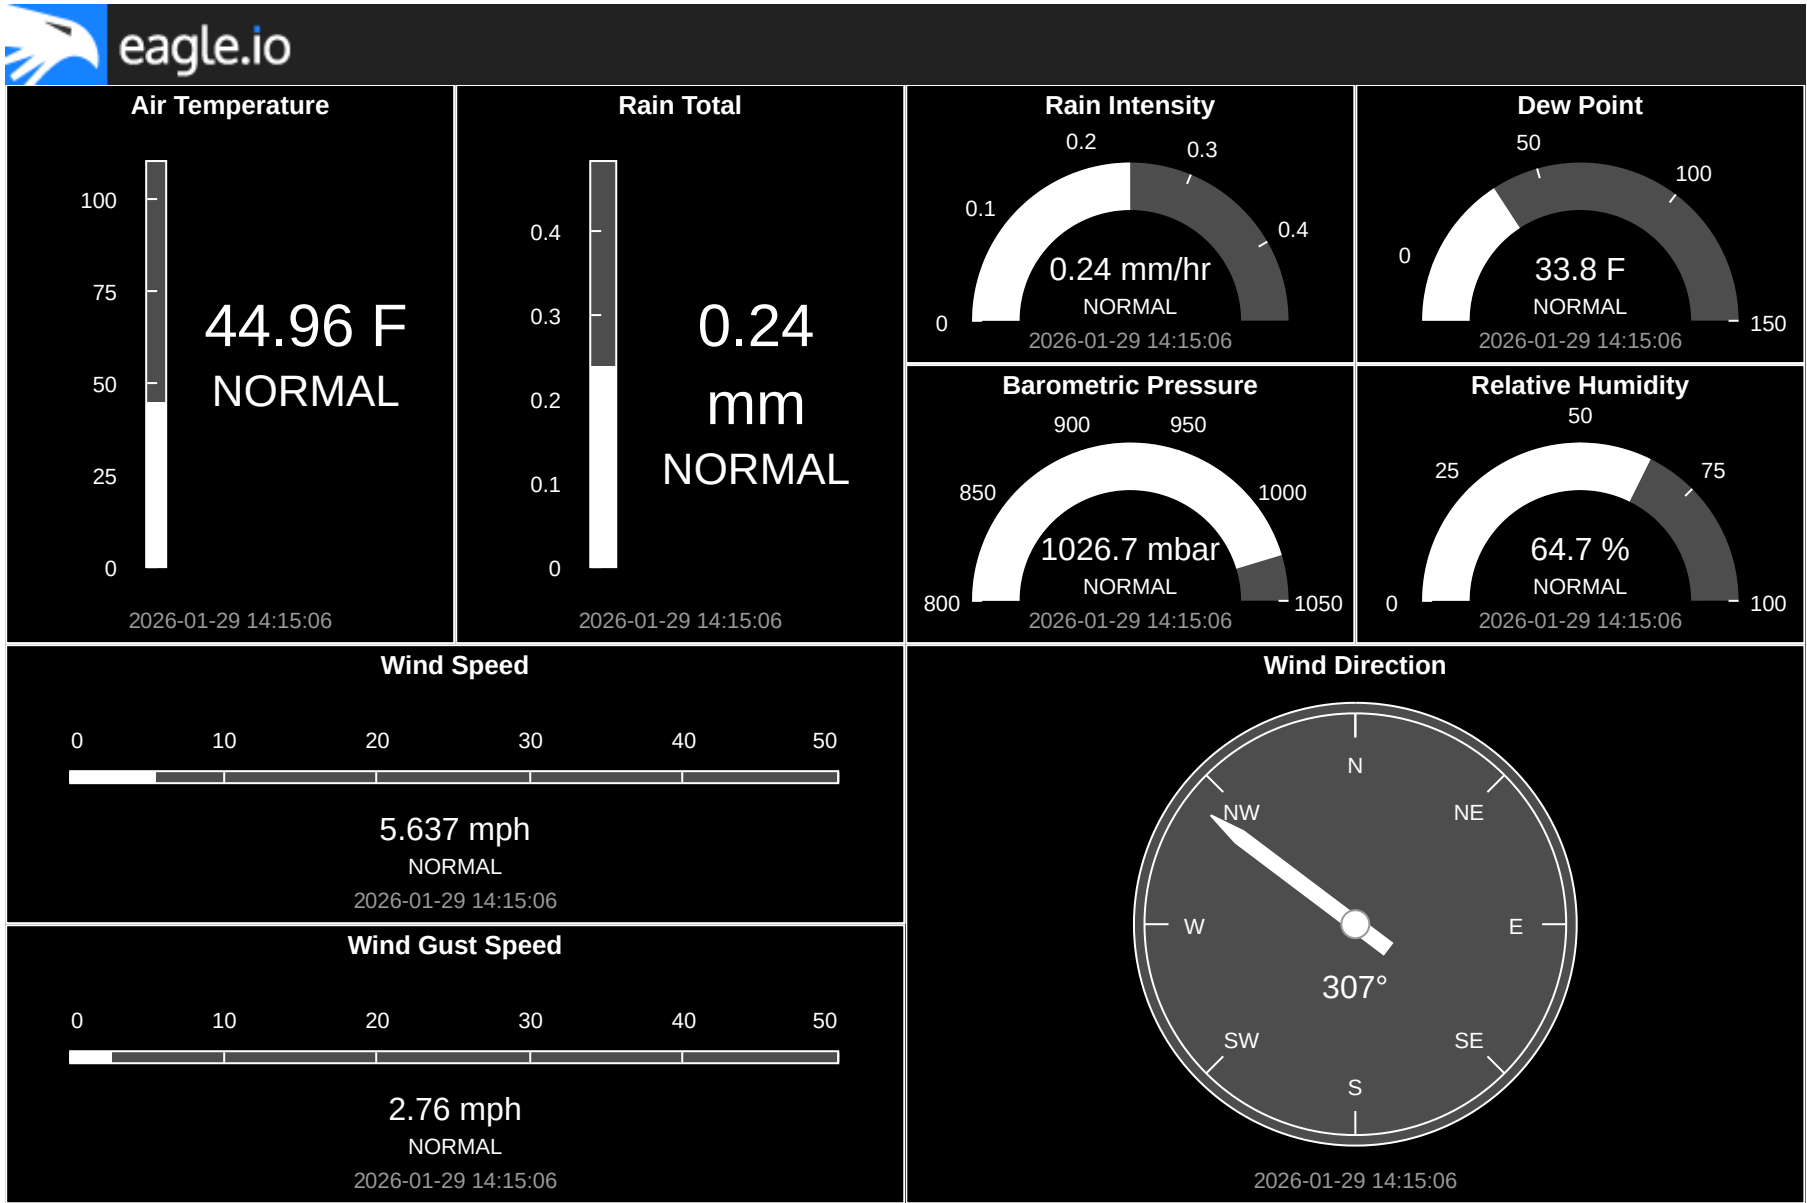 eagle.io
Air Temperature
100
75
50
25
0
44.96 F
NORMAL
2026-01-29 14:15:06
Rain Total
0.4
0.3
0.2
0.1
0
0.24
mm
NORMAL
2026-01-29 14:15:06
Rain Intensity
0
0.1
0.2
0.3
0.4
0.24 mm/hr
NORMAL
2026-01-29 14:15:06
Dew Point
0
50
100
150
33.8 F
NORMAL
2026-01-29 14:15:06
Barometric Pressure
800
850
900
950
1000
1050
1026.7 mbar
NORMAL
2026-01-29 14:15:06
Relative Humidity
0
25
50
75
100
64.7 %
NORMAL
2026-01-29 14:15:06
Wind Speed
0 10 20 30 40 50
5.637 mph
NORMAL
2026-01-29 14:15:06
Wind Gust Speed
0 10 20 30 40 50
2.76 mph
NORMAL
2026-01-29 14:15:06
Wind Direction
N
NW NE
W E
307°
SW SE
S
2026-01-29 14:15:06